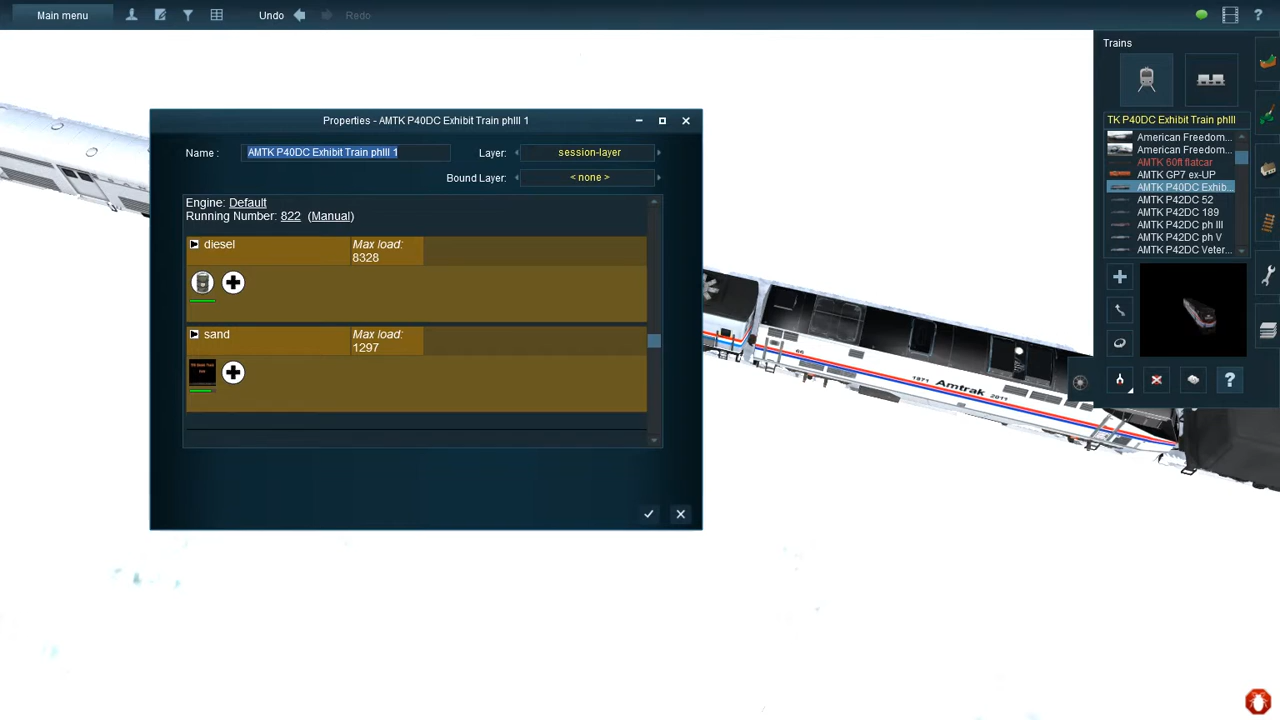 Main menu
Undo
Redo
Trains
TK P40DC Exhibit Train phIII
American Freedom...
American Freedom...
AMTK 60ft flatcar
AMTK GP7 ex-UP
AMTK P40DC Exhib...
AMTK P42DC 52
AMTK P42DC 189
AMTK P42DC ph III
AMTK P42DC ph V
AMTK P42DC Veter...
?
Properties - AMTK P40DC Exhibit Train phIII 1
Name : AMTK P40DC Exhibit Train phIII 1
Layer: session-layer
Bound Layer: < none >
Engine: Default
Running Number: 822 (Manual)
diesel
Max load:
8328
sand
Max load:
1297
66
1971 Amtrak 2011